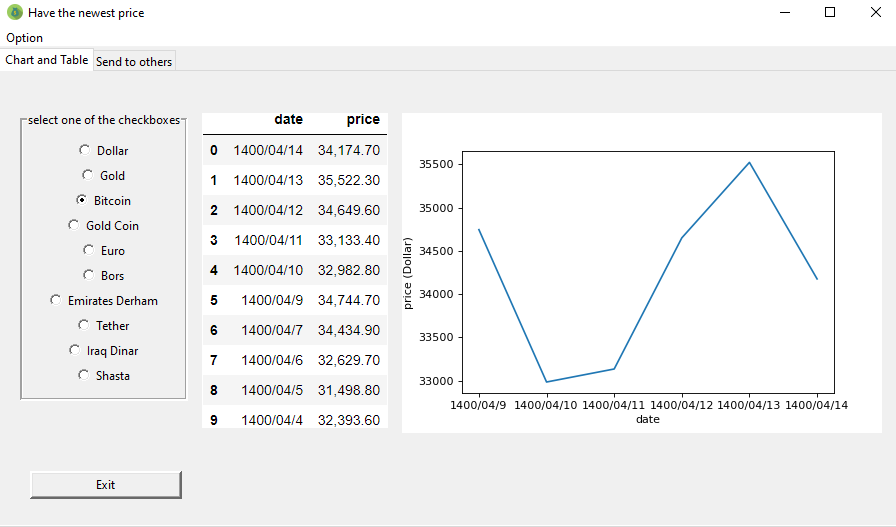 Have the newest price
Option
Chart and Table
Send to others
select one of the checkboxes
Dollar
Gold
Bitcoin
Gold Coin
Euro
Bors
Emirates Derham
Tether
Iraq Dinar
Shasta
Exit
date price
0 1400/04/14 34,174.70
1 1400/04/13 35,522.30
2 1400/04/12 34,649.60
3 1400/04/11 33,133.40
4 1400/04/10 32,982.80
5 1400/04/9 34,744.70
6 1400/04/7 34,434.90
7 1400/04/6 32,629.70
8 1400/04/5 31,498.80
9 1400/04/4 32,393.60
price (Dollar)
35500
35000
34500
34000
33500
33000
1400/04/9 1400/04/10 1400/04/11 1400/04/12 1400/04/13 1400/04/14
date